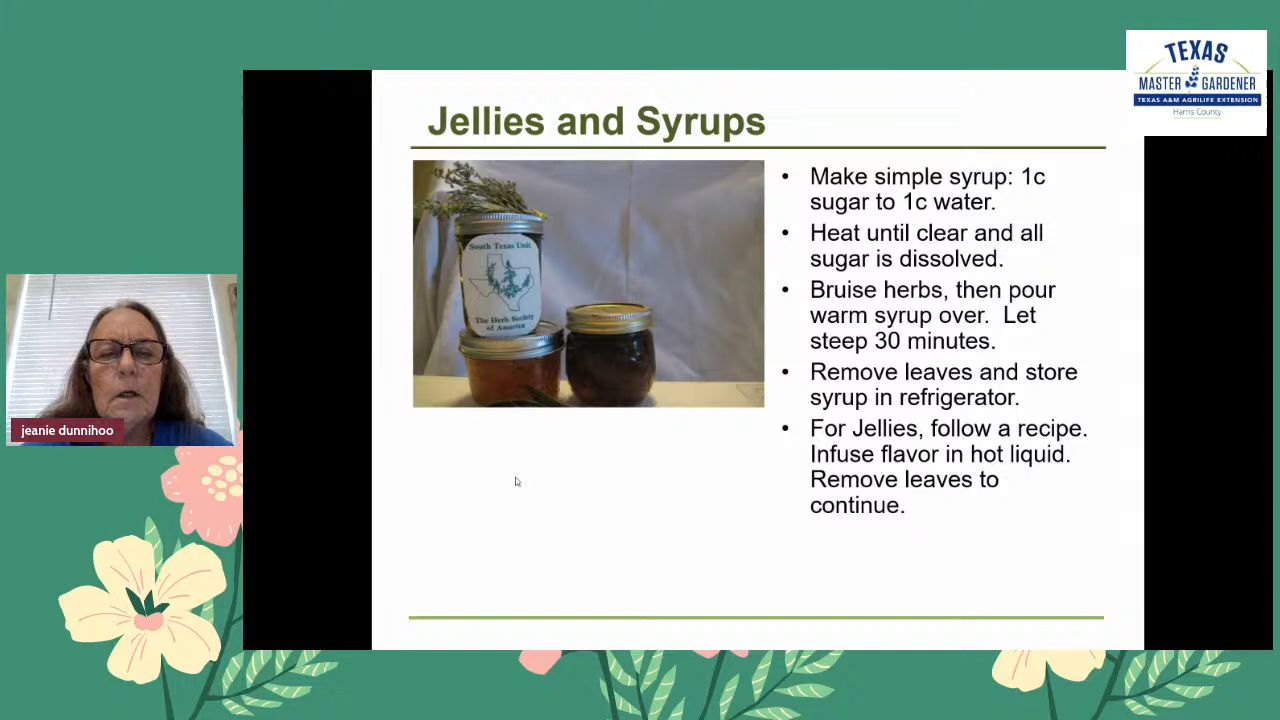 TEXAS
MASTER GARDENER
TEXAS A&M AGRILIFE EXTENSION
Harris County
Jellies and Syrups
South Texas Unit
The Herb Society
of America
• Make simple syrup: 1c
sugar to 1c water.
• Heat until clear and all
sugar is dissolved.
• Bruise herbs, then pour
warm syrup over. Let
steep 30 minutes.
• Remove leaves and store
syrup in refrigerator.
• For Jellies, follow a recipe.
Infuse flavor in hot liquid.
Remove leaves to
continue.
jeanie dunnihoo